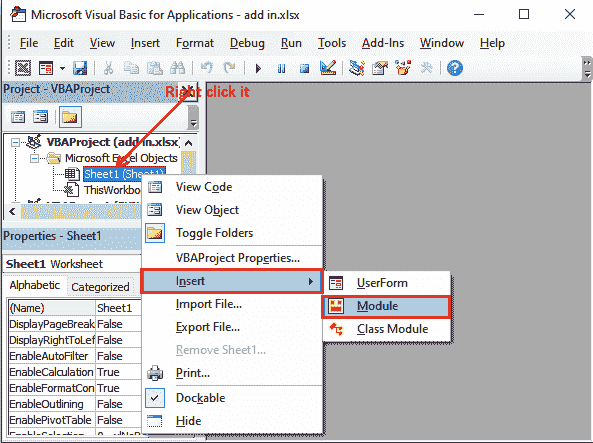 Microsoft Visual Basic for Applications - add in.xlsx
File Edit View Insert Format Debug Run Tools Add-Ins Window Help
Project - VBAProject
Right click it
VBAProject (add in.xlsx)
Microsoft Excel Objects
Sheet1 (Sheet1)
ThisWorkbo
View Code
View Object
Toggle Folders
VBAProject Properties...
Insert
Import File...
Export File...
Remove Sheet1...
Print...
Dockable
Hide
UserForm
Module
Class Module
Properties - Sheet1
Sheet1 Worksheet
Alphabetic Categorized
(Name) Sheet1
DisplayPageBreak False
DisplayRightToLef False
EnableAutoFilter False
EnableCalculation True
EnableFormatCon True
EnableOutlining False
EnablePivotTable False